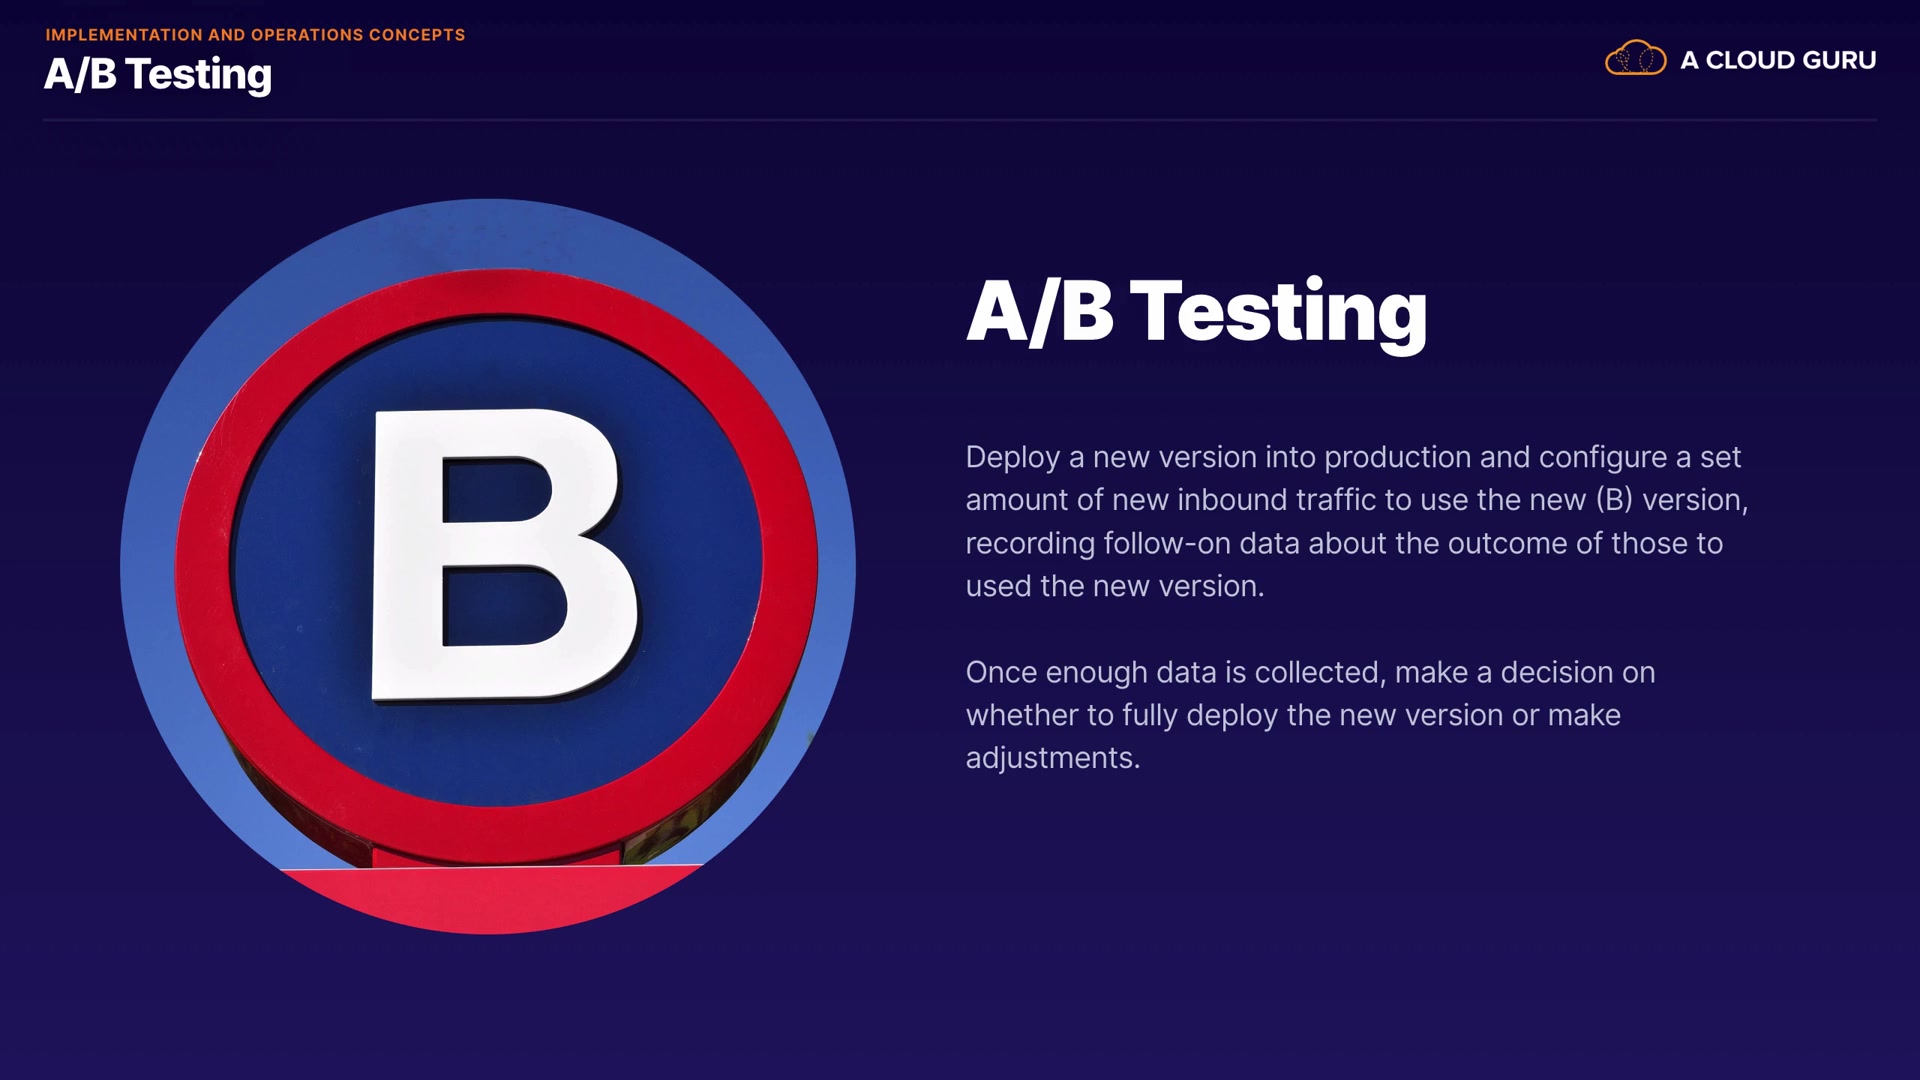 IMPLEMENTATION AND OPERATIONS CONCEPTS
A/B Testing
A CLOUD GURU
B
A/B Testing
Deploy a new version into production and configure a set
amount of new inbound traffic to use the new (B) version,
recording follow-on data about the outcome of those to
used the new version.
Once enough data is collected, make a decision on
whether to fully deploy the new version or make
adjustments.